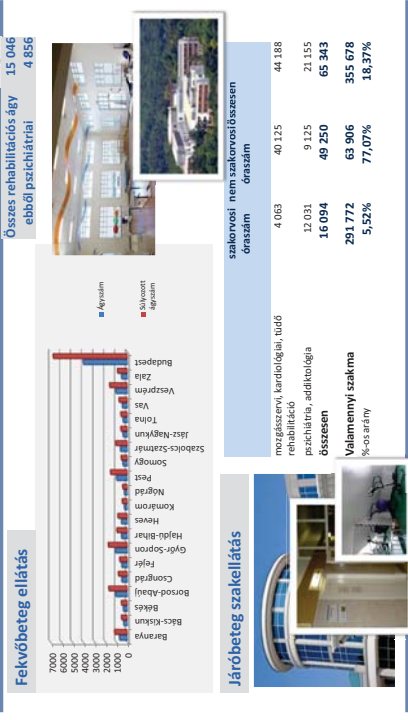 Fekvőbeteg ellátás
Összes rehabilitációs ágy 15 046
ebből pszichiátriai 4 856
7000
6000
5000
4000
3000
2000
1000
0
Baranya
Bács-Kiskun
Békés
Borsod-Abaúj
Csongrád
Fejér
Győr-Sopron
Hajdú-Bihar
Heves
Komárom
Nógrád
Pest
Somogy
Szabolcs-Szatmár
Jász-Nagykun
Tolna
Vas
Veszprém
Zala
Budapest
Ágyszám
Súlyozott
ágyszám
Járóbeteg szakellátás
szakorvosi nem szakorvosi összesen
óraszám óraszám
mozgásszervi, kardiológiai, tüdő
rehabilitáció 4 063 40 125 44 188
pszichiátria, addiktológia 12 031 9 125 21 155
összesen 16 094 49 250 65 343
Valamennyi szakma 291 772 63 906 355 678
%-os arány 5,52% 77,07% 18,37%